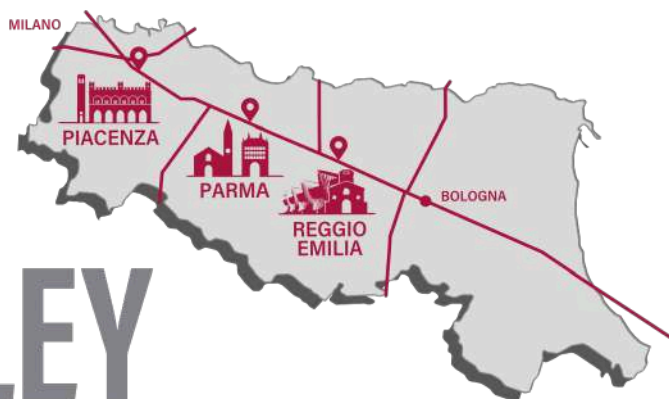 MILANO
PIACENZA
PARMA
REGGIO
EMILIA
BOLOGNA
LEY